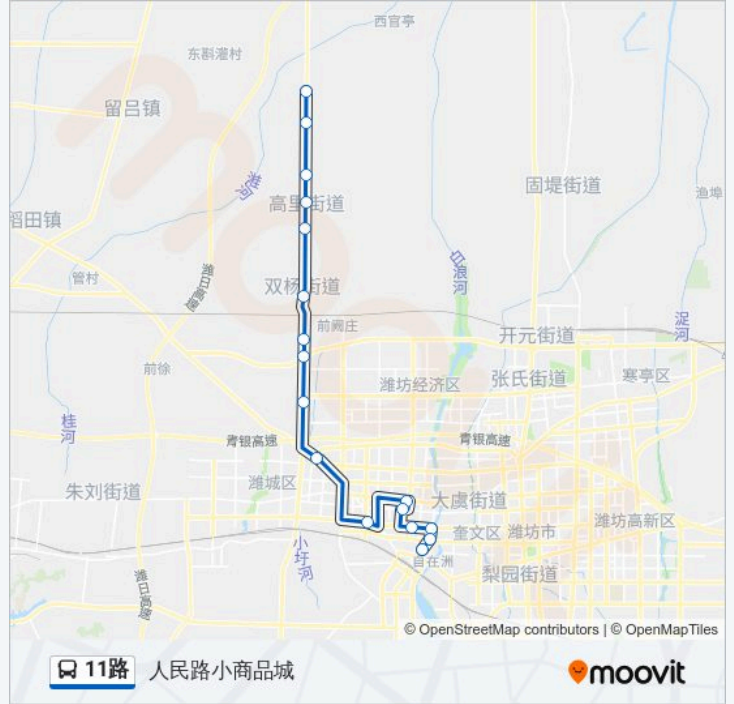 西官亭
东斟灌村
留吕镇
淮河
固堤街道
渔埠
高里街道
稻田镇
白浪河
潍日高速
管村
双杨街道
浞河
前阙庄
开元街道
前徐
潍坊经济区
张氏街道
寒亭区
桂河
青银高速
青银高速
潍城区
朱刘街道
大虞街道
潍坊高新区
奎文区
潍坊市
小圩河
自在洲
潍日高速
梨园街道
© OpenStreetMap contributors | © OpenMapTiles
11路 人民路小商品城
moovit